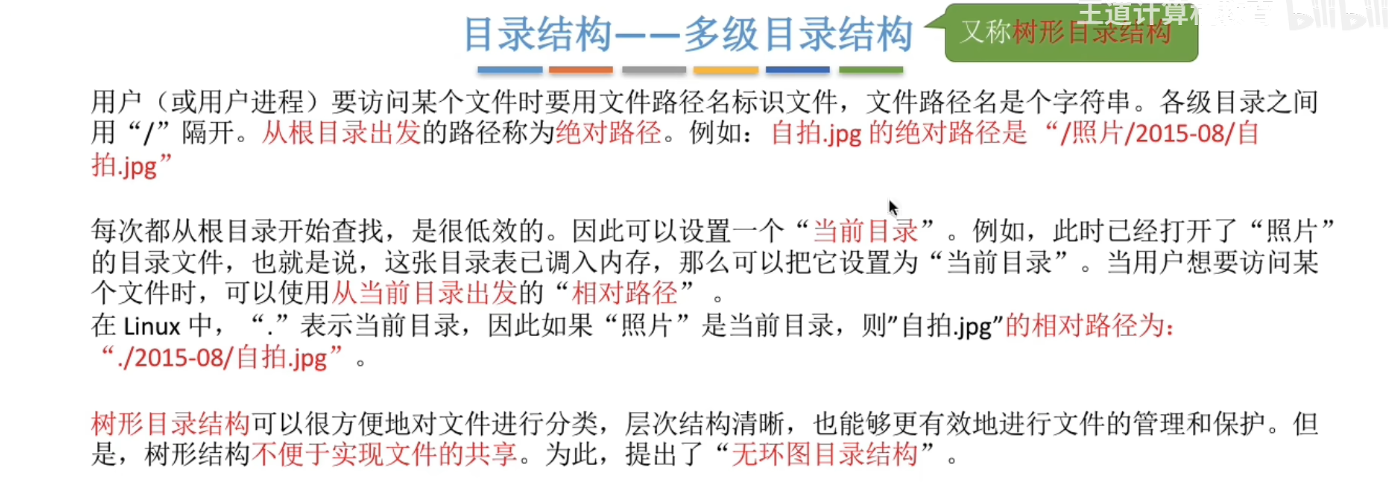 目录结构——多级目录结构
又称树形目录结构
王道计算机教育
bilibili
用户（或用户进程）要访问某个文件时要用文件路径名标识文件，文件路径名是个字符串。各级目录之间
用“/”隔开。从根目录出发的路径称为绝对路径。例如：自拍.jpg 的绝对路径是 “/照片/2015-08/自
拍.jpg”
每次都从根目录开始查找，是很低效的。因此可以设置一个“当前目录”。例如，此时已经打开了“照片”
的目录文件，也就是说，这张目录表已调入内存，那么可以把它设置为“当前目录”。当用户想要访问某
个文件时，可以使用从当前目录出发的“相对路径” 。
在 Linux 中，“.”表示当前目录，因此如果“照片”是当前目录，则”自拍.jpg”的相对路径为：
“./2015-08/自拍.jpg”。
树形目录结构可以很方便地对文件进行分类，层次结构清晰，也能够更有效地进行文件的管理和保护。但
是，树形结构不便于实现文件的共享。为此，提出了“无环图目录结构”。